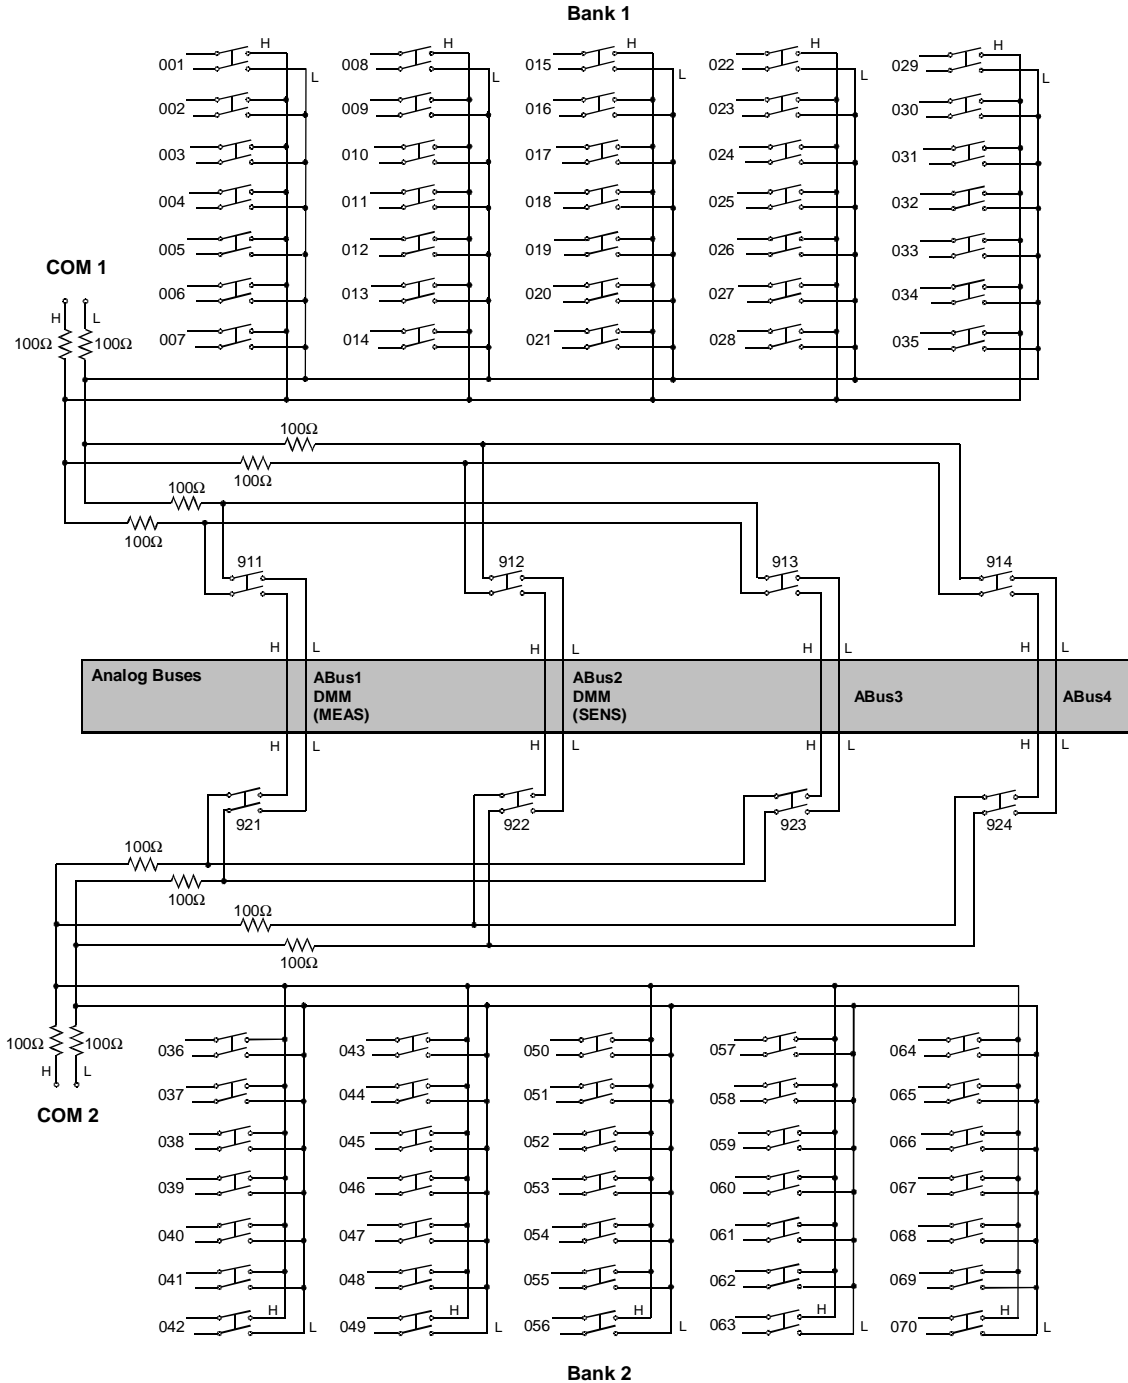 Bank 1
H H H H H
001 008 015 022 029
L L L L L
002 009 016 023 030
003 010 017 024 031
004 011 018 025 032
005 012 019 026 033
COM 1
006 013 020 027 034
H L
100Ω 100Ω
007 014 021 028 035
100Ω
100Ω
100Ω
100Ω
911 912 913 914
H L H L H L H L
Analog Buses
ABus1
DMM
(MEAS)
ABus2
DMM
(SENS)
ABus3
ABus4
H L H L H L H L
921 922 923 924
100Ω
100Ω
100Ω
100Ω
100Ω 100Ω
H L
COM 2
036 043 050 057 064
037 044 051 058 065
038 045 052 059 066
039 046 053 060 067
040 047 054 061 068
041 048 055 062 069
H H H H H
042 049 056 063 070
L L L L L
Bank 2